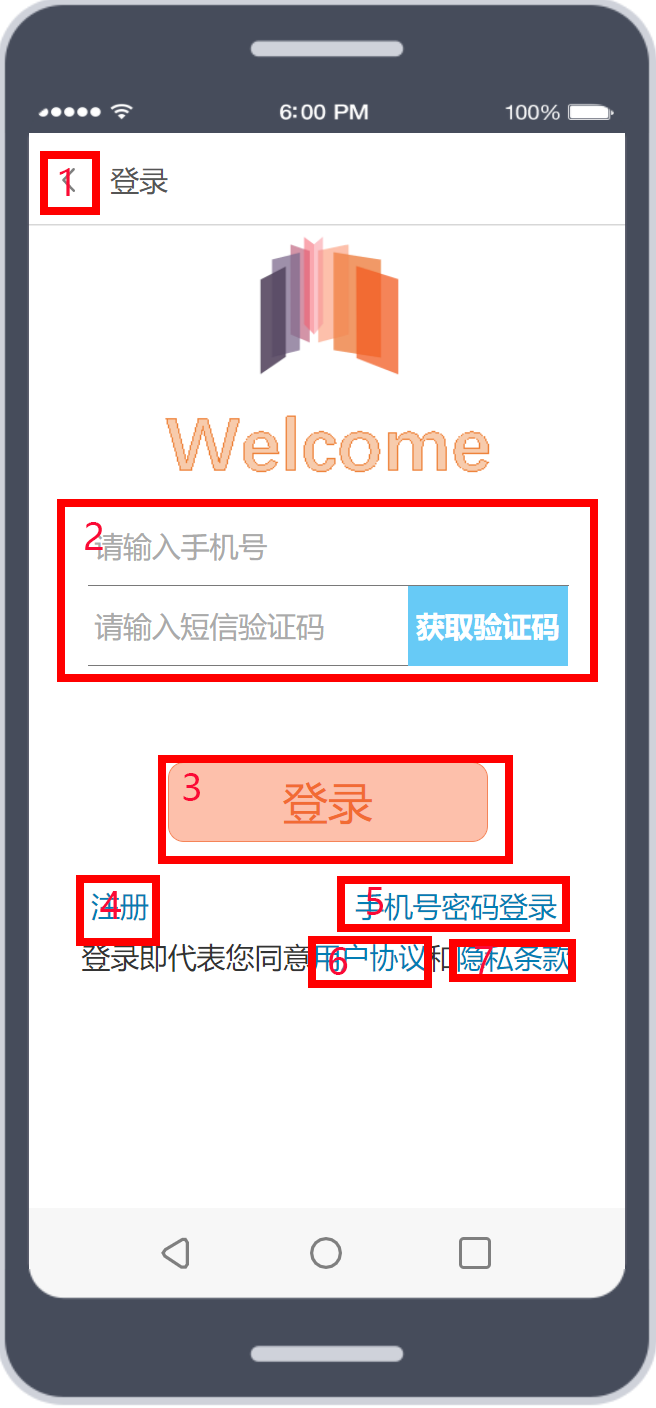 6:00 PM 100%
1 登录
Welcome
2
请输入手机号
请输入短信验证码 获取验证码
3 登录
4 注册 5 手机号密码登录
登录即代表您同意用户协议和隐私条款
6 7